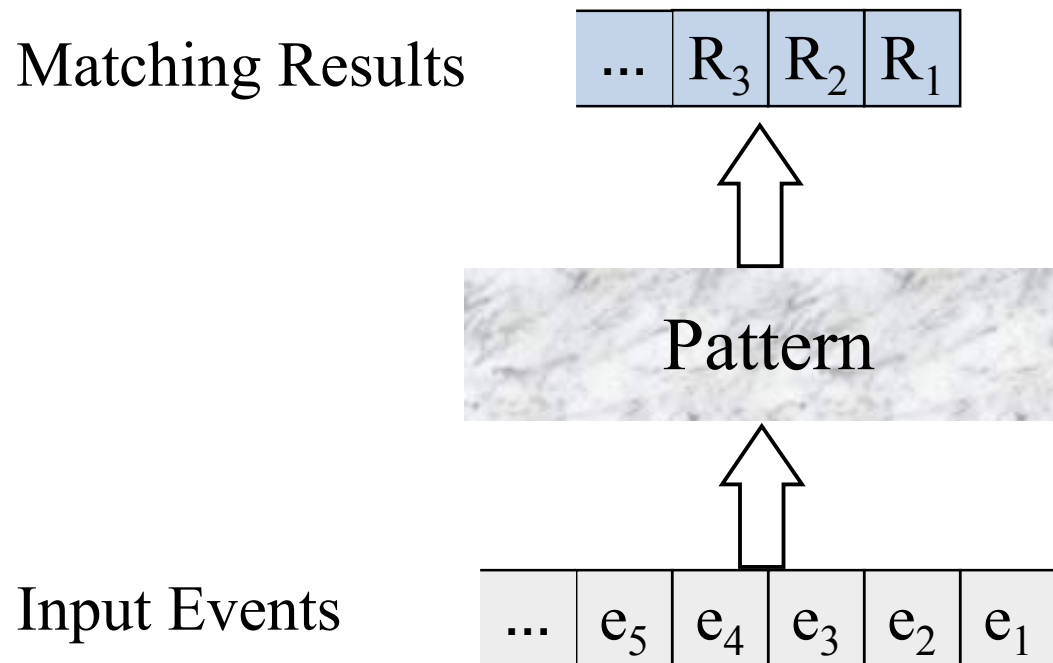 Matching Results ... R₃ R₂ R₁
Pattern
Input Events ... e₅ e₄ e₃ e₂ e₁